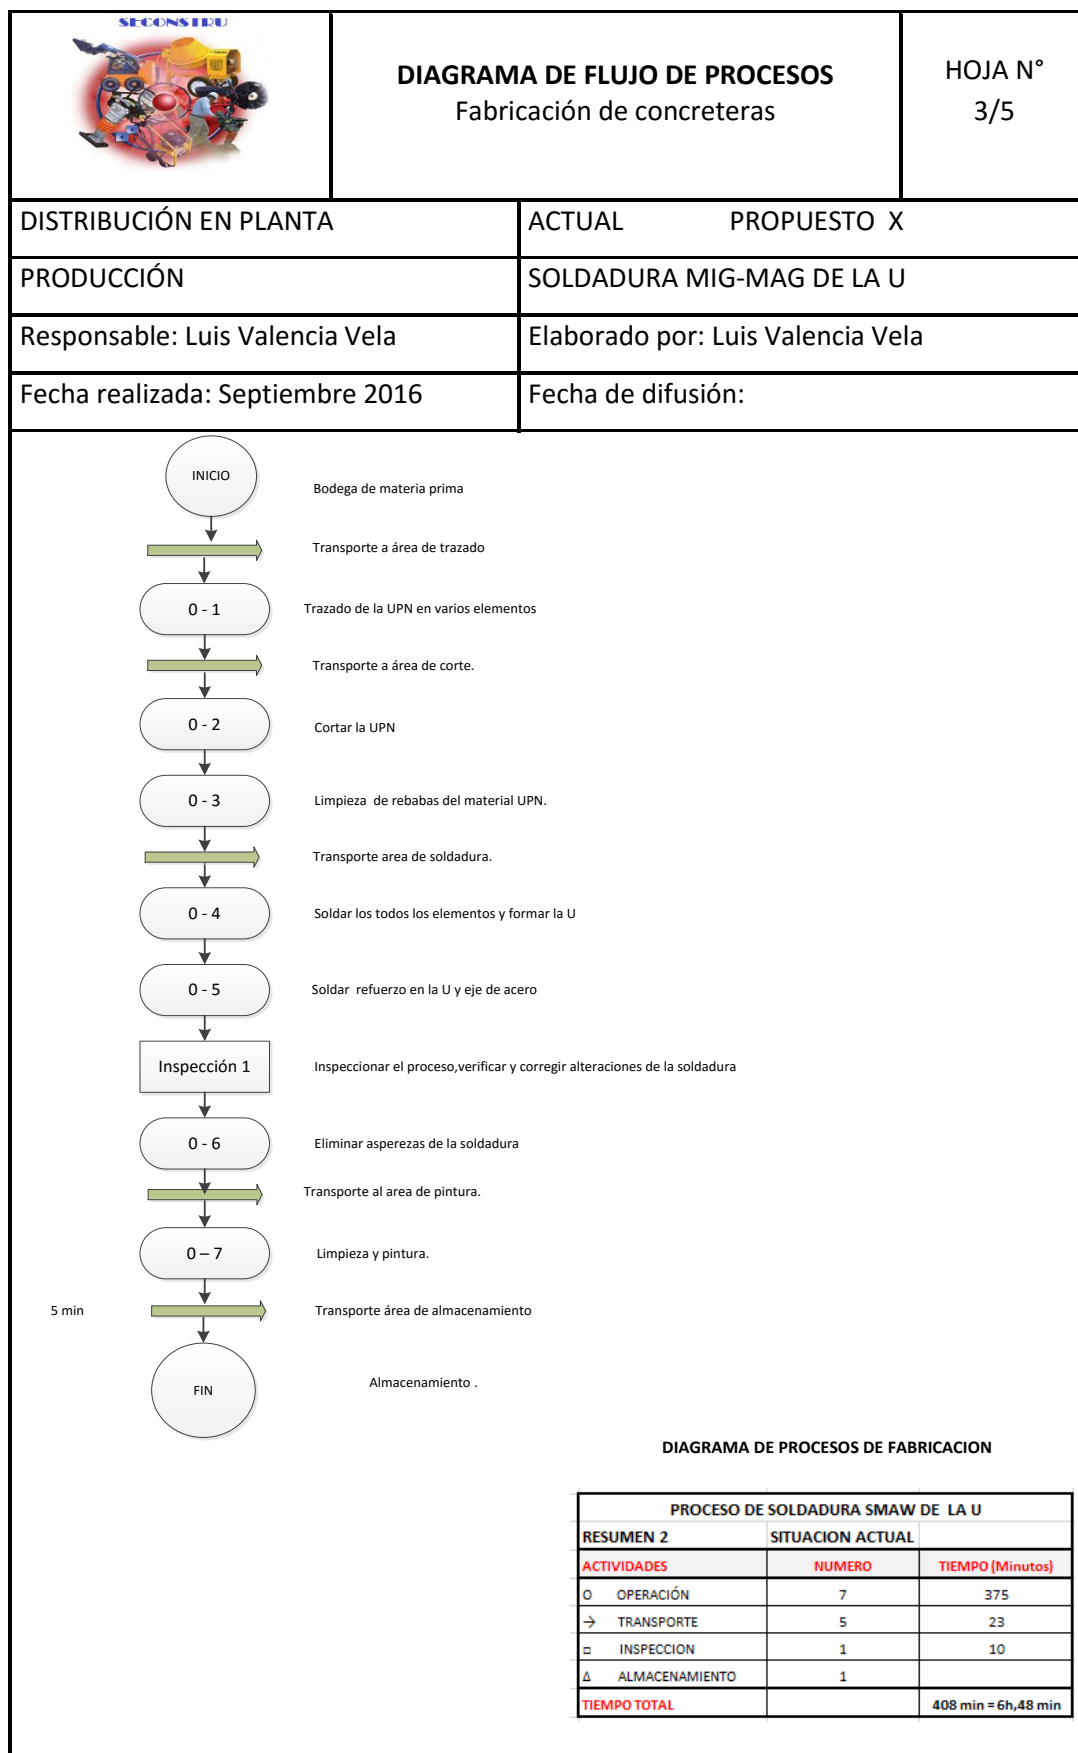 SECONSTRU
DIAGRAMA DE FLUJO DE PROCESOS
Fabricación de concreteras
HOJA N°
3/5
DISTRIBUCIÓN EN PLANTA
ACTUAL PROPUESTO X
PRODUCCIÓN
SOLDADURA MIG-MAG DE LA U
Responsable: Luis Valencia Vela
Elaborado por: Luis Valencia Vela
Fecha realizada: Septiembre 2016
Fecha de difusión:
INICIO
Bodega de materia prima
Transporte a área de trazado
0 - 1
Trazado de la UPN en varios elementos
Transporte a área de corte.
0 - 2
Cortar la UPN
0 - 3
Limpieza de rebabas del material UPN.
Transporte area de soldadura.
0 - 4
Soldar los todos los elementos y formar la U
0 - 5
Soldar refuerzo en la U y eje de acero
Inspección 1
Inspeccionar el proceso,verificar y corregir alteraciones de la soldadura
0 - 6
Eliminar asperezas de la soldadura
Transporte al area de pintura.
0 – 7
Limpieza y pintura.
5 min
Transporte área de almacenamiento
FIN
Almacenamiento .
DIAGRAMA DE PROCESOS DE FABRICACION
PROCESO DE SOLDADURA SMAW DE LA U
RESUMEN 2 SITUACION ACTUAL
ACTIVIDADES NUMERO TIEMPO (Minutos)
O OPERACIÓN 7 375
→ TRANSPORTE 5 23
□ INSPECCION 1 10
Δ ALMACENAMIENTO 1
TIEMPO TOTAL 408 min = 6h,48 min